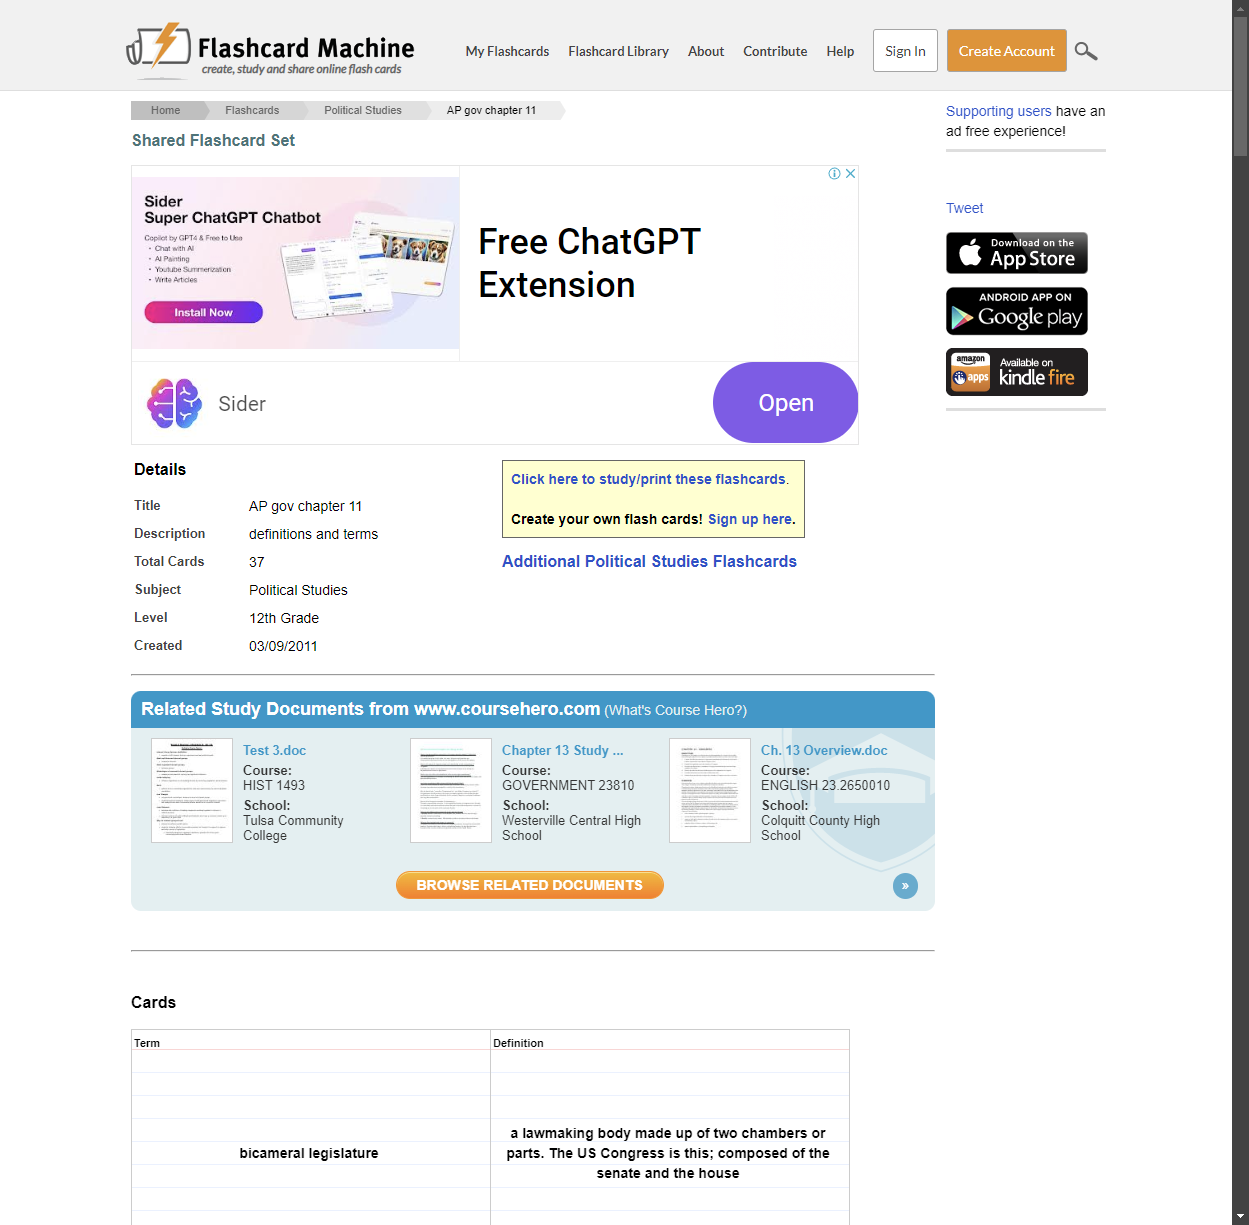 Flashcard Machine
create, study and share online flash cards
My Flashcards
Flashcard Library
About
Contribute
Help
Sign In
Create Account
Home
Flashcards
Political Studies
AP gov chapter 11
Supporting users have an
ad free experience!
Shared Flashcard Set
Sider
Super ChatGPT Chatbot
Copilot by GPT4 & Free to Use
• Chat with AI
• AI Painting
• Youtube Summerization
• Write Articles
Install Now
Free ChatGPT
Extension
Sider
Open
Tweet
Download on the
App Store
ANDROID APP ON
Google play
amazon
apps
Available on
kindle fire
Details
Title AP gov chapter 11
Description definitions and terms
Total Cards 37
Subject Political Studies
Level 12th Grade
Created 03/09/2011
Click here to study/print these flashcards.
Create your own flash cards! Sign up here.
Additional Political Studies Flashcards
Related Study Documents from www.coursehero.com (What's Course Hero?)
Test 3.doc
Course:
HIST 1493
School:
Tulsa Community
College
Chapter 13 Study ...
Course:
GOVERNMENT 23810
School:
Westerville Central High
School
Ch. 13 Overview.doc
Course:
ENGLISH 23.2650010
School:
Colquitt County High
School
BROWSE RELATED DOCUMENTS
»
Cards
Term
Definition
bicameral legislature
a lawmaking body made up of two chambers or
parts. The US Congress is this; composed of the
senate and the house